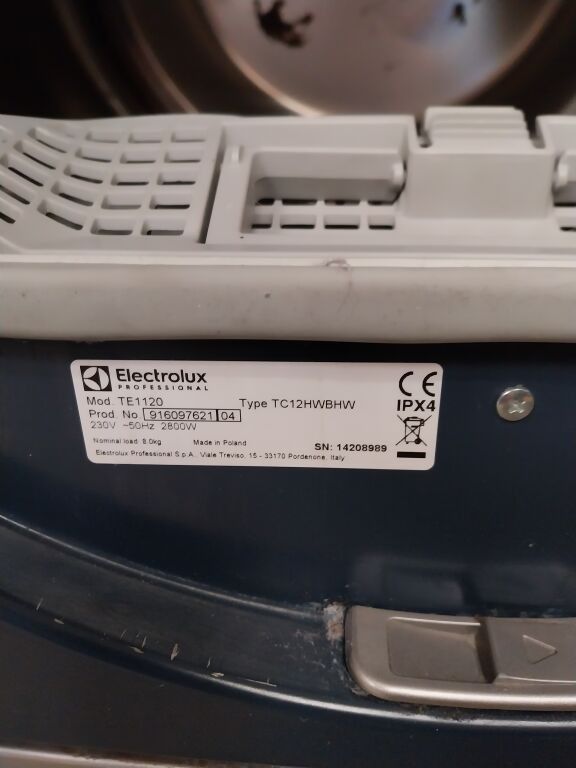 Electrolux
PROFESSIONAL
Mod. TE1120 Type TC12HWBHW
Prod. No 916097621 04
230V ~50Hz 2800W
Nominal load 8.0kg Made in Poland
SN: 14208989
Electrolux Professional S.p.A., Viale Treviso, 15 - 33170 Pordenone, Italy
CE
IPX4